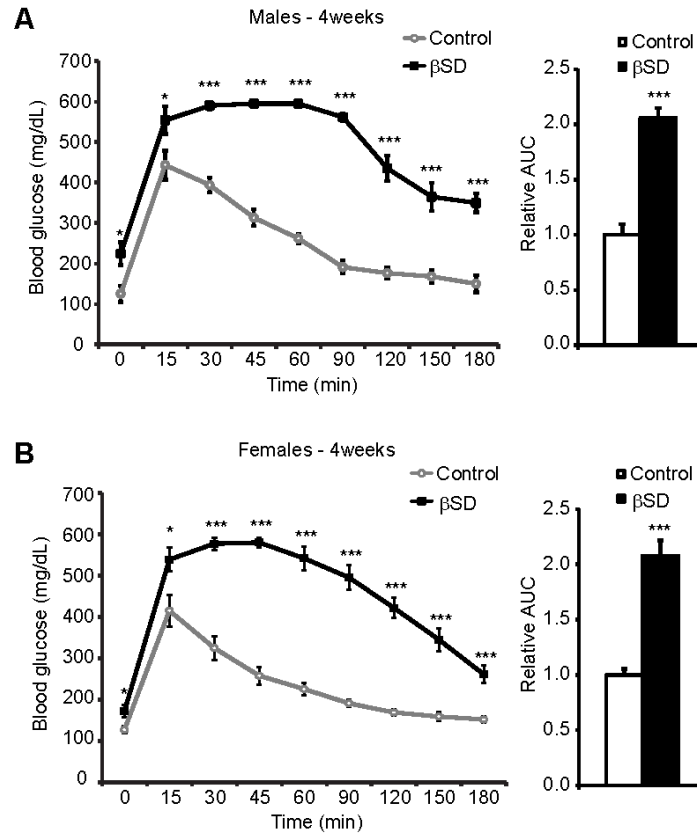 A
Males - 4weeks
Control
βSD
Blood glucose (mg/dL)
700
600
500
400
300
200
100
0
* * *** *** *** *** *** *** ***
0 15 30 45 60 90 120 150 180
Time (min)
Control
βSD
Relative AUC
2.5
2.0
1.5
1.0
0.5
0.0
***
B
Females - 4weeks
Control
βSD
Blood glucose (mg/dL)
700
600
500
400
300
200
100
0
* * *** *** *** *** *** *** ***
0 15 30 45 60 90 120 150 180
Time (min)
Control
βSD
Relative AUC
2.5
2.0
1.5
1.0
0.5
0.0
***